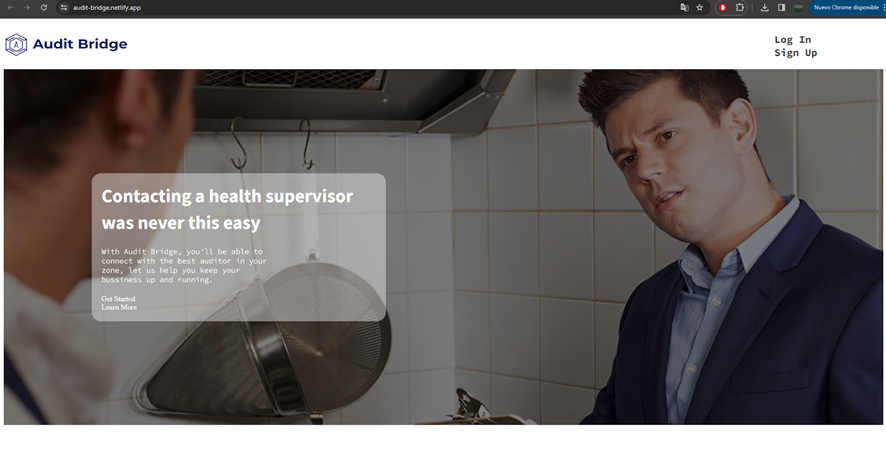 audit-bridge.netlify.app
Nuevo Chrome disponible
A
Audit Bridge
Log In
Sign Up
Contacting a health supervisor
was never this easy
With Audit Bridge, you'll be able to
connect with the best auditor in your
zone, let us help you keep your
bussiness up and running.
Get Started
Learn More